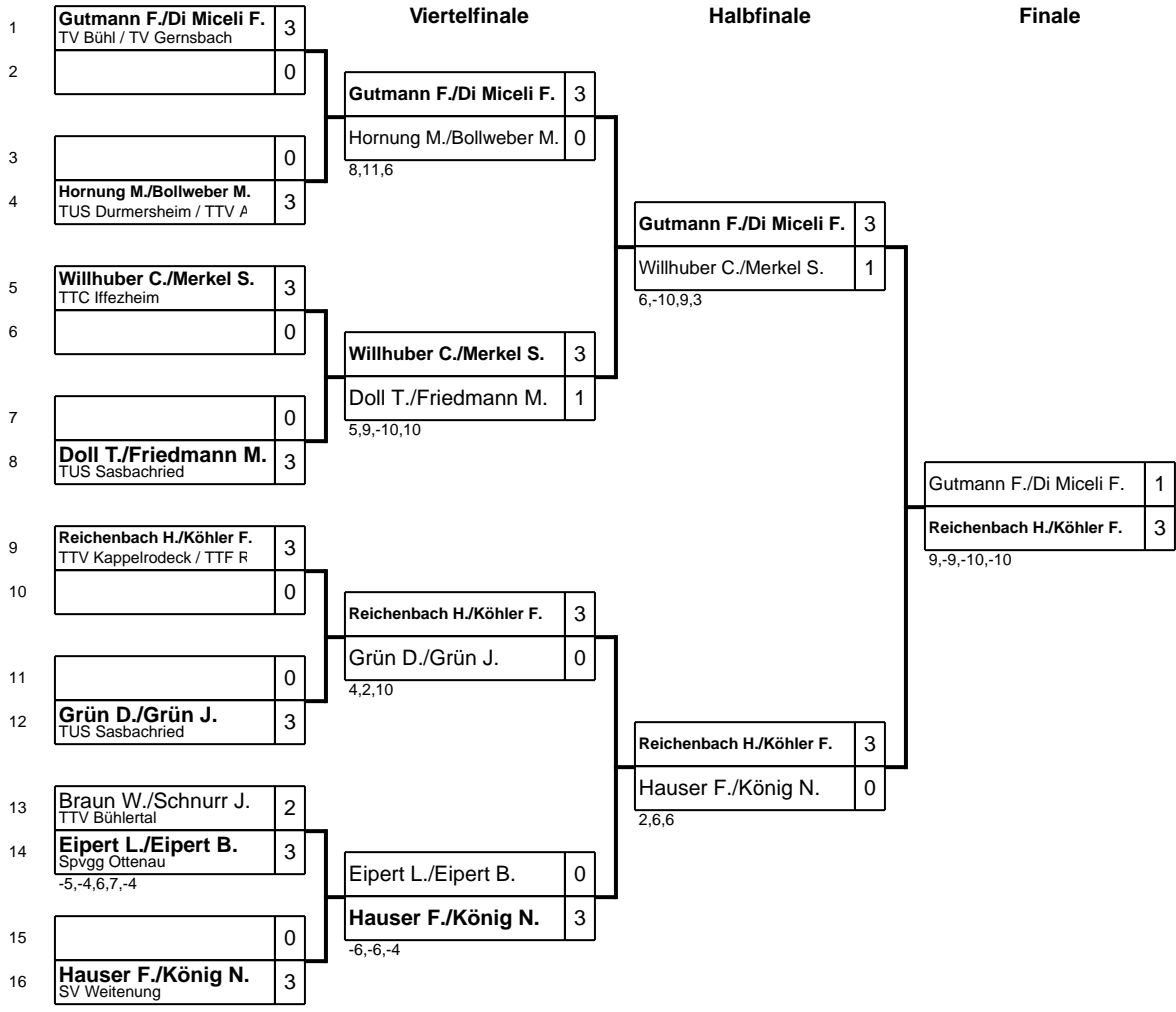 Viertelfinale
Halbfinale
Finale
1
Gutmann F./Di Miceli F. 3
TV Bühl / TV Gernsbach
2
0
3
0
4
Hornung M./Bollweber M. 3
TUS Durmersheim / TTV A
5
Willhuber C./Merkel S. 3
TTC Iffezheim
6
0
7
0
8
Doll T./Friedmann M. 3
TUS Sasbachried
9
Reichenbach H./Köhler F. 3
TTV Kappelrodeck / TTF R
10
0
11
0
12
Grün D./Grün J. 3
TUS Sasbachried
13
Braun W./Schnurr J. 2
TTV Bühlertal
14
Eipert L./Eipert B. 3
Spvgg Ottenau
-5,-4,6,7,-4
15
0
16
Hauser F./König N. 3
SV Weitenung
Gutmann F./Di Miceli F. 3
Hornung M./Bollweber M. 0
8,11,6
Willhuber C./Merkel S. 3
Doll T./Friedmann M. 1
5,9,-10,10
Reichenbach H./Köhler F. 3
Grün D./Grün J. 0
4,2,10
Eipert L./Eipert B. 0
Hauser F./König N. 3
-6,-6,-4
Gutmann F./Di Miceli F. 3
Willhuber C./Merkel S. 1
6,-10,9,3
Reichenbach H./Köhler F. 3
Hauser F./König N. 0
2,6,6
Gutmann F./Di Miceli F. 1
Reichenbach H./Köhler F. 3
9,-9,-10,-10